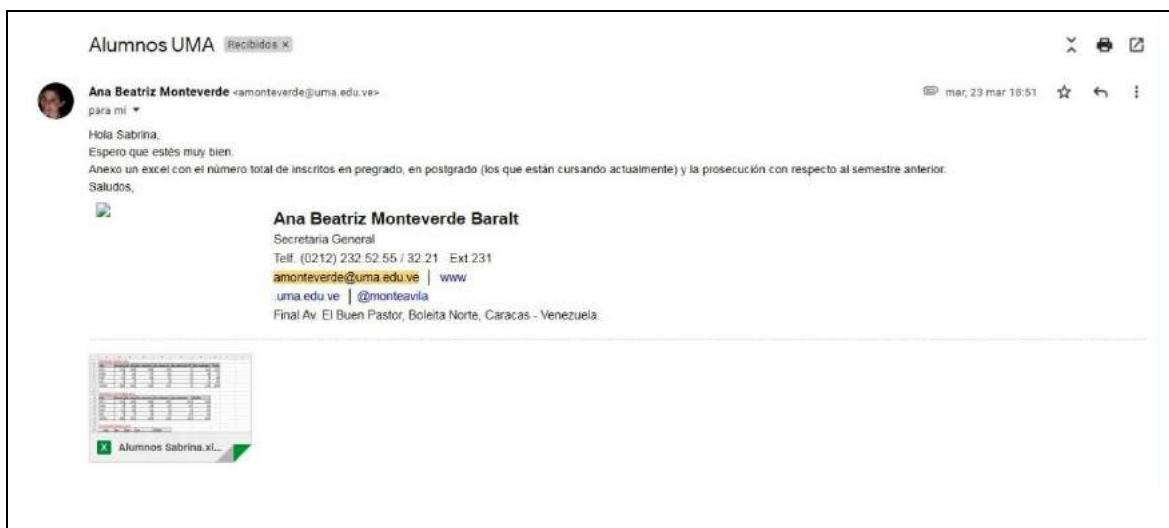 Alumnos UMA Recibidos x
Ana Beatriz Monteverde <amonteverde@uma.edu.ve> mar, 23 mar 18:51
para mí
Hola Sabrina,
Espero que estés muy bien.
Anexo un excel con el número total de inscritos en pregrado, en postgrado (los que están cursando actualmente) y la prosecución con respecto al semestre anterior.
Saludos,
Ana Beatriz Monteverde Baralt
Secretaria General
Telf. (0212) 232.52.55 / 32.21 Ext.231
amonteverde@uma.edu.ve | www
.uma.edu.ve | @monteavila
Final Av. El Buen Pastor, Boleita Norte, Caracas - Venezuela.
X Alumnos Sabrina.xl...